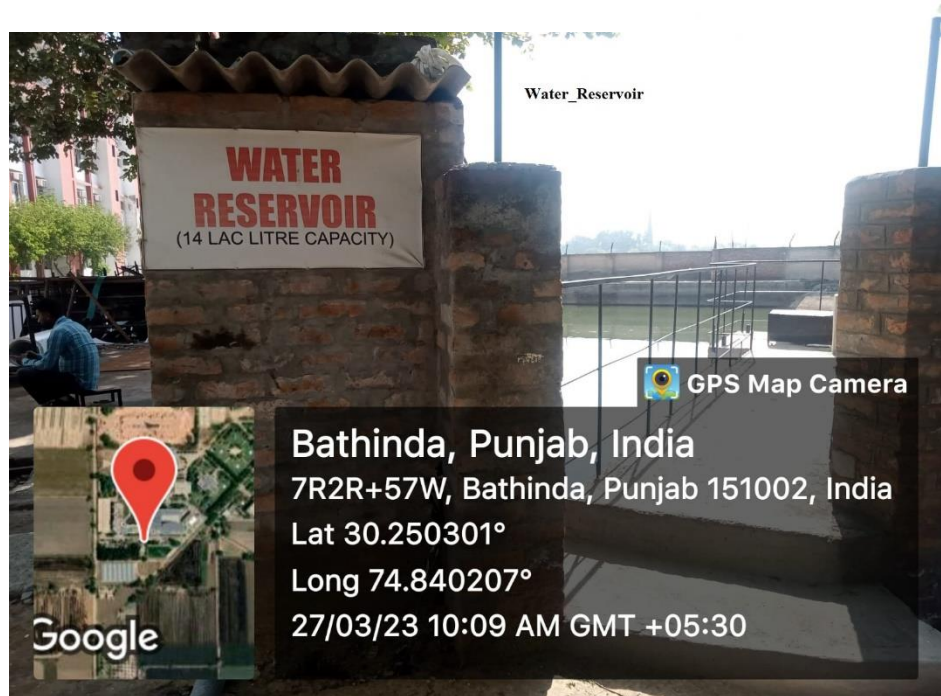 Water_Reservoir
WATER
RESERVOIR
(14 LAC LITRE CAPACITY)
GPS Map Camera
Bathinda, Punjab, India
7R2R+57W, Bathinda, Punjab 151002, India
Lat 30.250301°
Long 74.840207°
27/03/23 10:09 AM GMT +05:30
Google